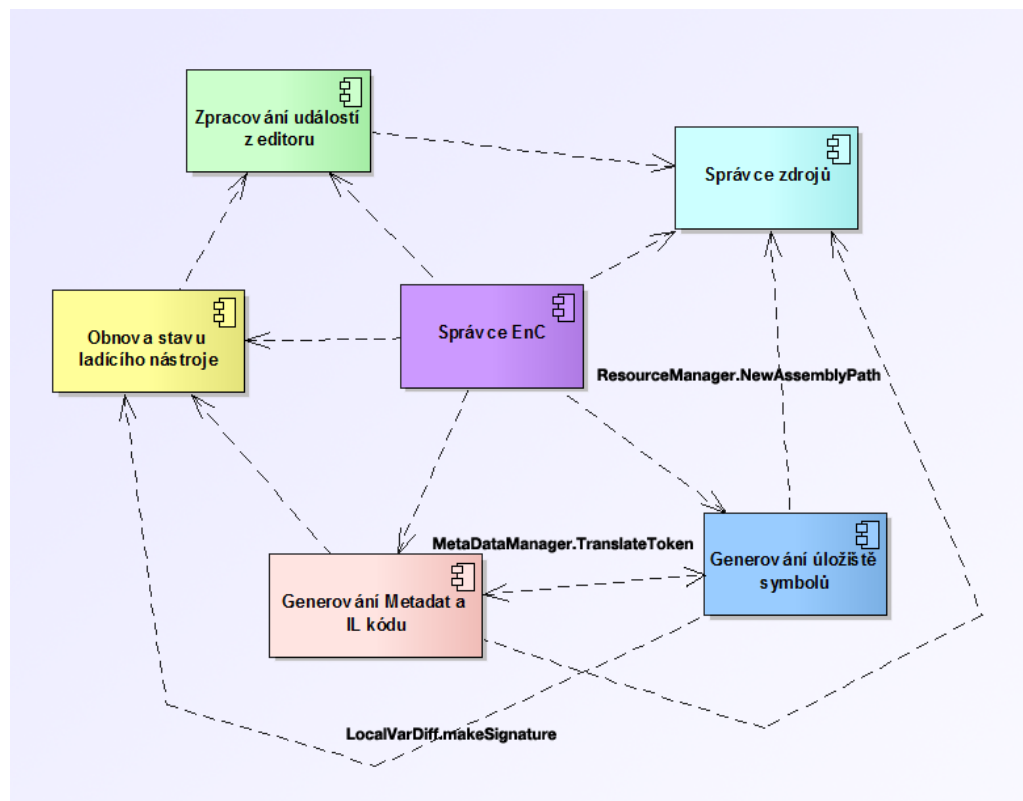 Zpracování událostí
z editoru
Správce zdrojů
Obnova stavu
ladícího nástroje
Správce EnC
ResourceManager.NewAssemblyPath
MetaDataManager.TranslateToken
Generování úložiště
symbolů
Generování Metadat a
IL kódu
LocalVarDiff.makeSignature